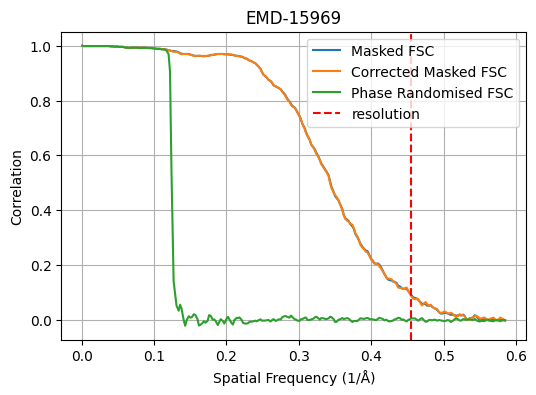 EMD-15969
Masked FSC
Corrected Masked FSC
Phase Randomised FSC
resolution
Correlation
1.0
0.8
0.6
0.4
0.2
0.0
0.0 0.1 0.2 0.3 0.4 0.5 0.6
Spatial Frequency (1/Å)